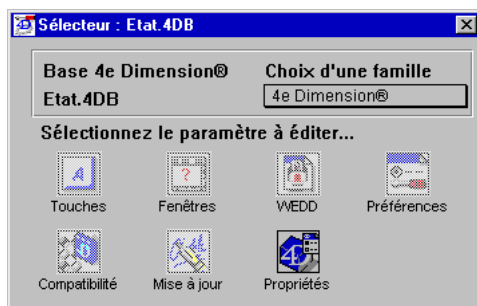 Sélecteur : Etat.4DB
Base 4e Dimension®
Choix d'une famille
Etat.4DB
4e Dimension®
Sélectionnez le paramètre à éditer...
Touches
Fenêtres
WEDD
Préférences
Compatibilité
Mise à jour
Propriétés